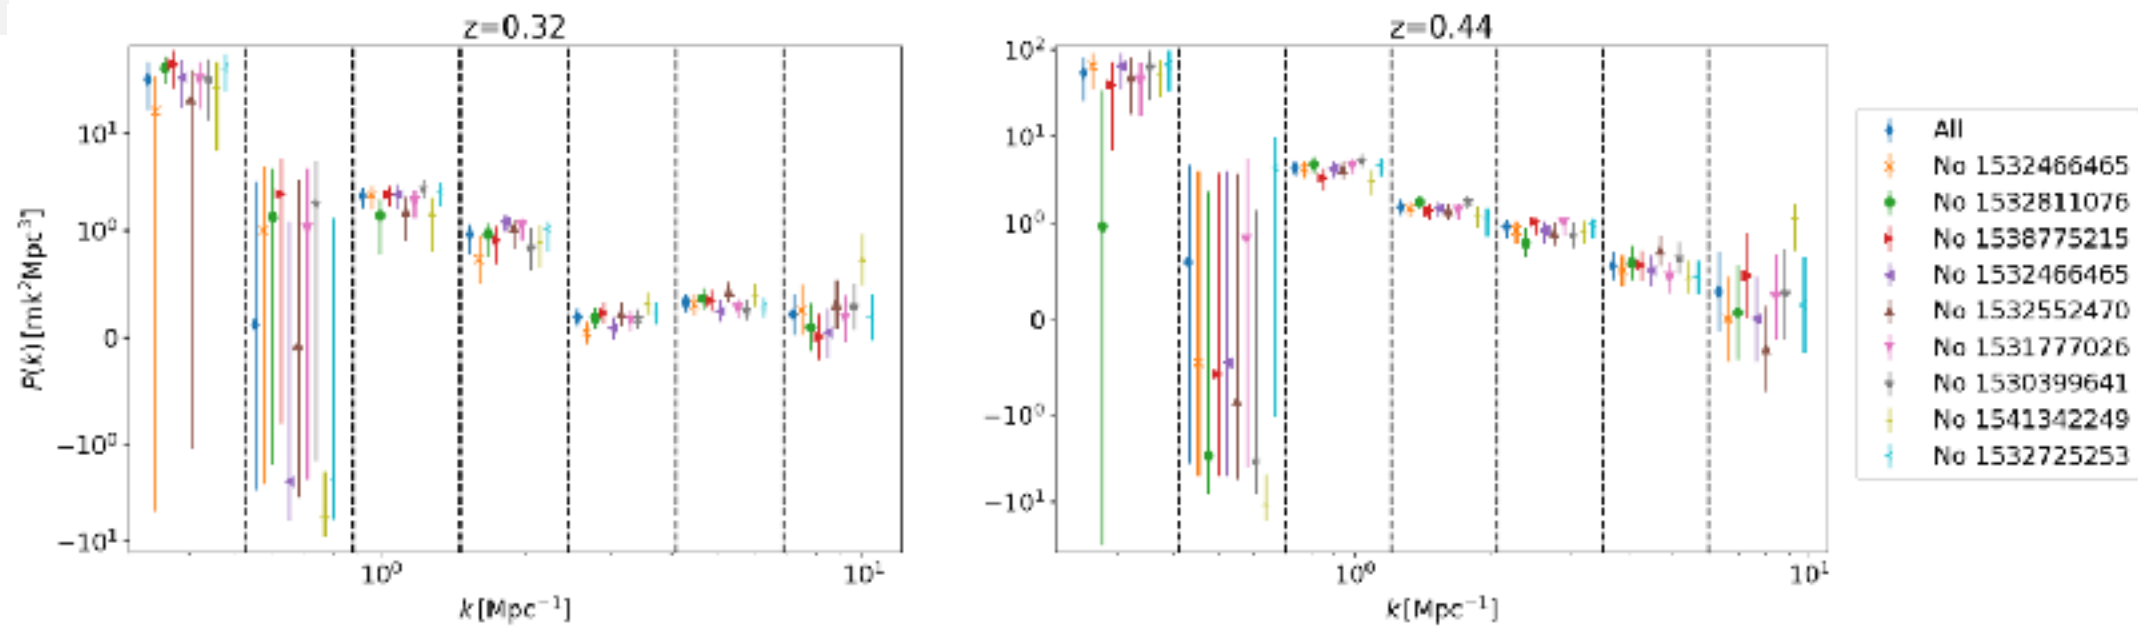 z=0.32
z=0.44
10¹
10⁰
0
−10⁰
−10¹
P(k) [mk²Mpc³]
10⁰
10¹
k [Mpc⁻¹]
10²
10¹
10⁰
0
−10⁰
−10¹
10⁰
10¹
k [Mpc⁻¹]
All
No 1532466465
No 1532811076
No 1538775215
No 1532466465
No 1532552470
No 1531777026
No 1530399641
No 1541342249
No 1532725253